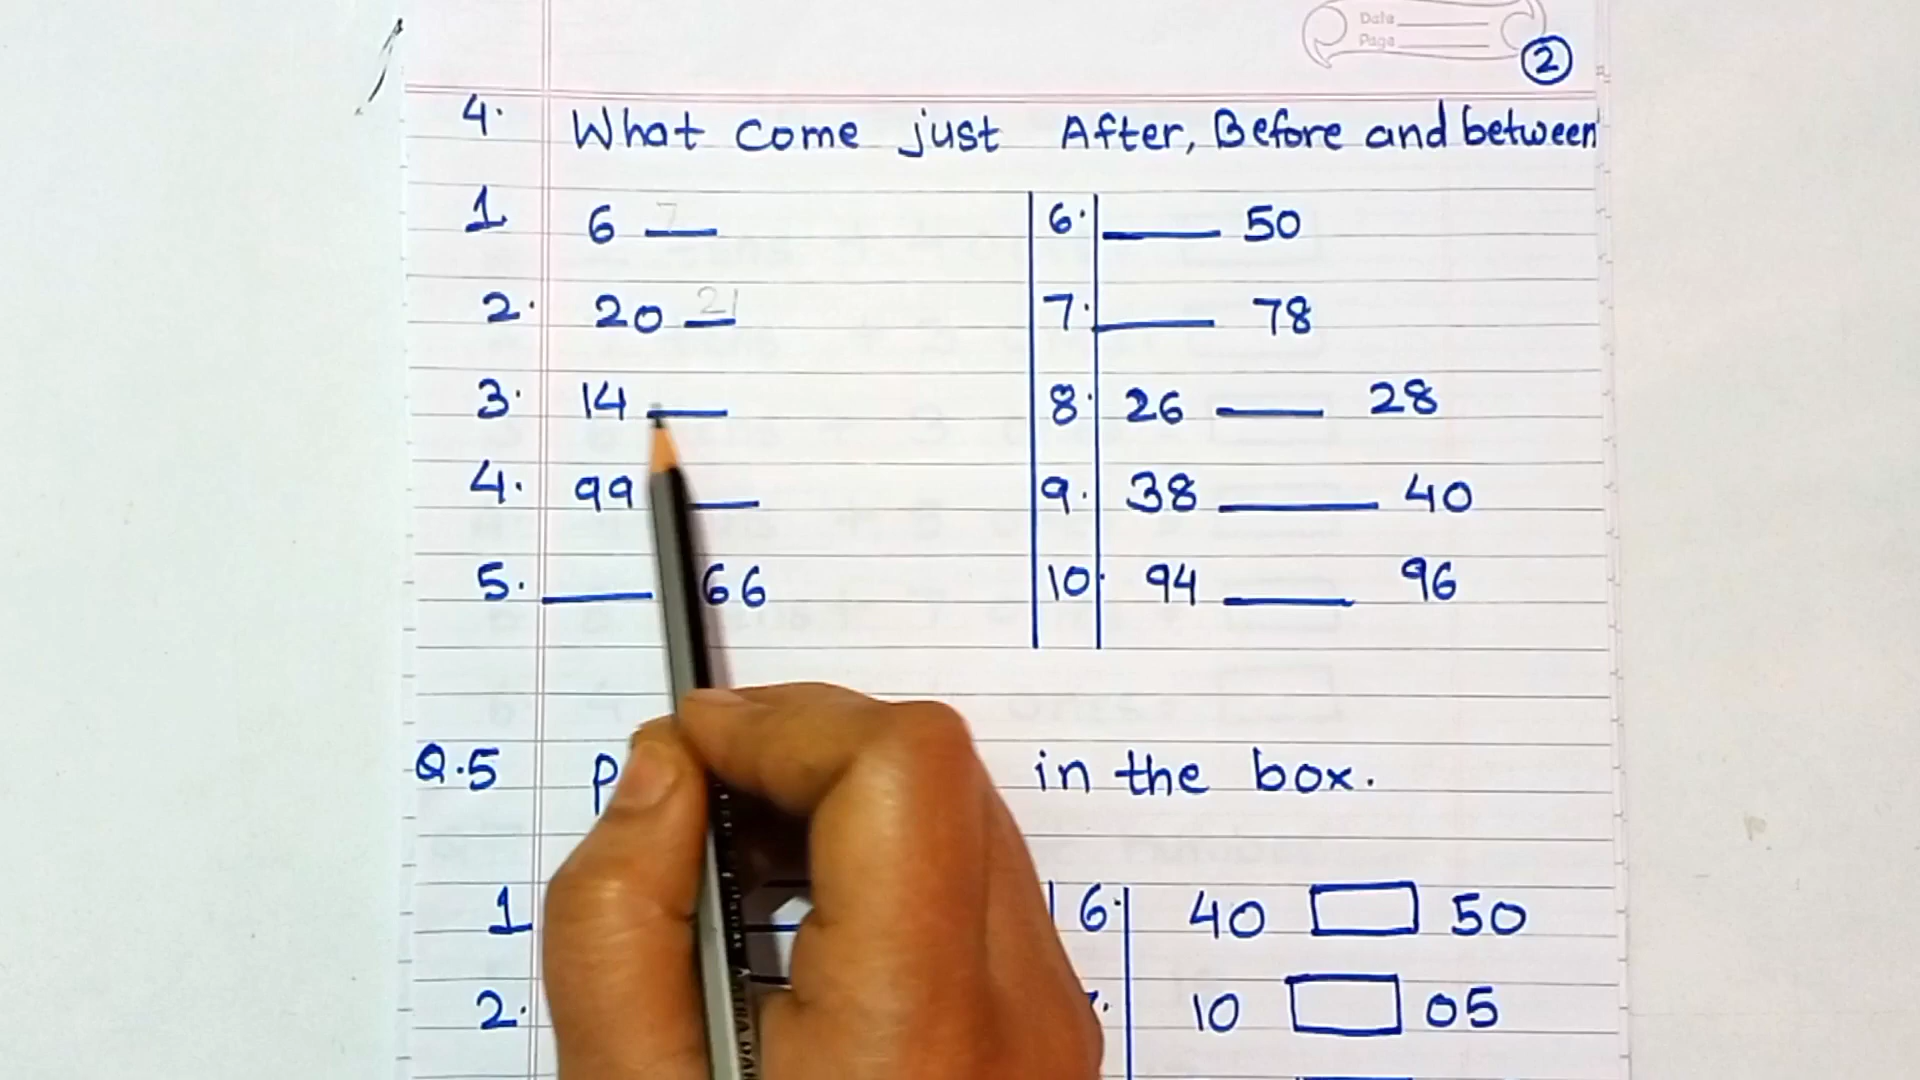 Date
Page
2
4. What come just After, Before and between
1 6 7
2. 20 21
3. 14
4. 99
5. 66
6. 50
7. 78
8. 26 28
9. 38 40
10. 94 96
Q.5 in the box.
1
2.
6. 40 50
10 05